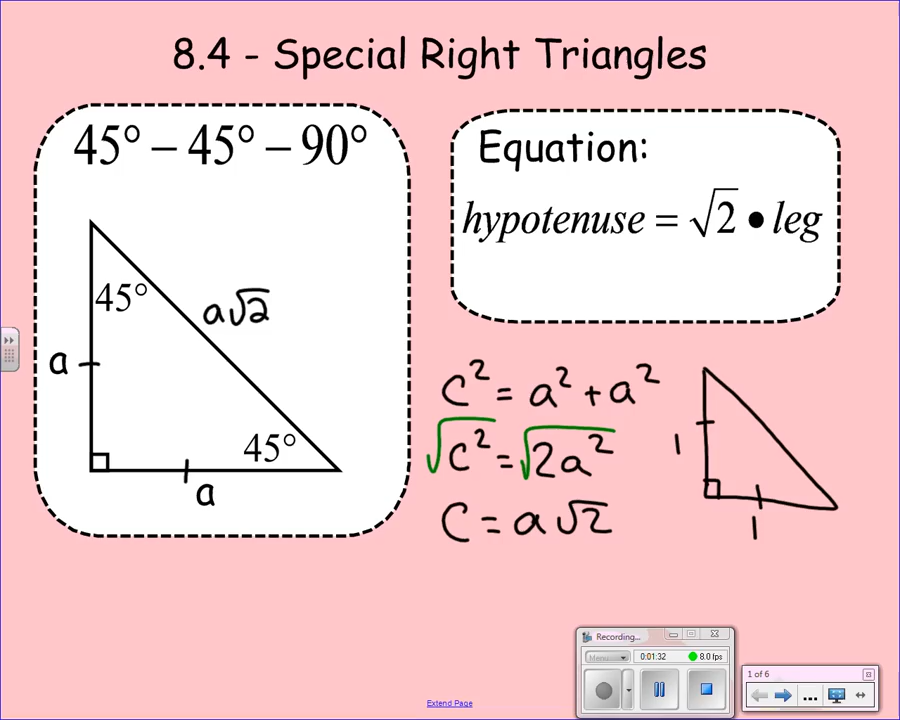 8.4 - Special Right Triangles
45° – 45° – 90°
45°
a√2
a
45°
a
Equation:
hypotenuse = √2 • leg
c² = a² + a²
√c² = √2a²
C = a√2
1
1
Recording...
Menu...
0:01:32
8.0 fps
1 of 6
...
Extend Page